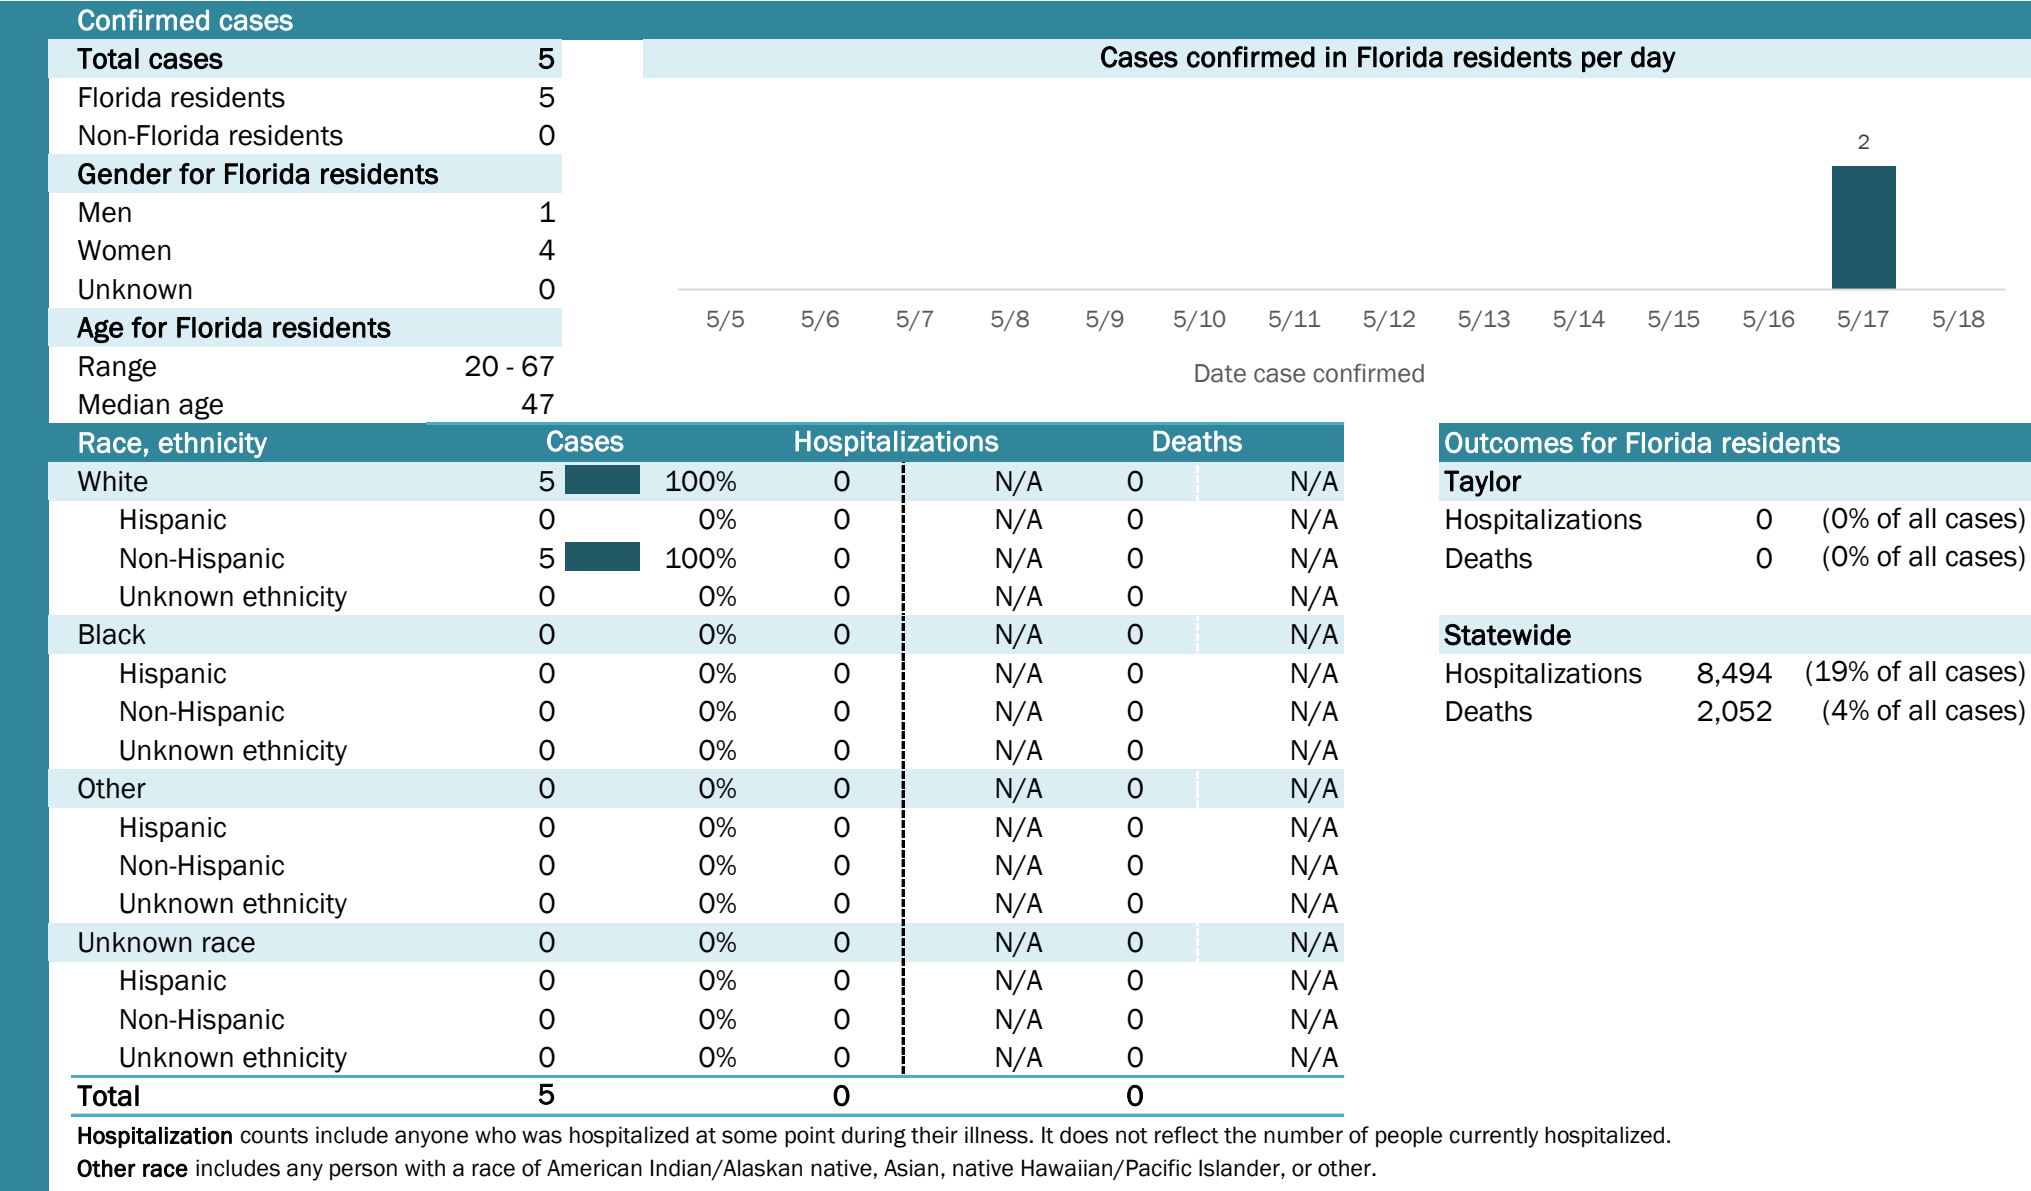 Confirmed cases
Total cases 5
Florida residents 5
Non-Florida residents 0
Gender for Florida residents
Men 1
Women 4
Unknown 0
Age for Florida residents
Range 20 - 67
Median age 47
Cases confirmed in Florida residents per day
2
5/5 5/6 5/7 5/8 5/9 5/10 5/11 5/12 5/13 5/14 5/15 5/16 5/17 5/18
Date case confirmed
Race, ethnicity Cases Hospitalizations Deaths
White 5 100% 0 N/A 0 N/A
Hispanic 0 0% 0 N/A 0 N/A
Non-Hispanic 5 100% 0 N/A 0 N/A
Unknown ethnicity 0 0% 0 N/A 0 N/A
Black 0 0% 0 N/A 0 N/A
Hispanic 0 0% 0 N/A 0 N/A
Non-Hispanic 0 0% 0 N/A 0 N/A
Unknown ethnicity 0 0% 0 N/A 0 N/A
Other 0 0% 0 N/A 0 N/A
Hispanic 0 0% 0 N/A 0 N/A
Non-Hispanic 0 0% 0 N/A 0 N/A
Unknown ethnicity 0 0% 0 N/A 0 N/A
Unknown race 0 0% 0 N/A 0 N/A
Hispanic 0 0% 0 N/A 0 N/A
Non-Hispanic 0 0% 0 N/A 0 N/A
Unknown ethnicity 0 0% 0 N/A 0 N/A
Total 5 0 0
Outcomes for Florida residents
Taylor
Hospitalizations 0 (0% of all cases)
Deaths 0 (0% of all cases)
Statewide
Hospitalizations 8,494 (19% of all cases)
Deaths 2,052 (4% of all cases)
Hospitalization counts include anyone who was hospitalized at some point during their illness. It does not reflect the number of people currently hospitalized.
Other race includes any person with a race of American Indian/Alaskan native, Asian, native Hawaiian/Pacific Islander, or other.